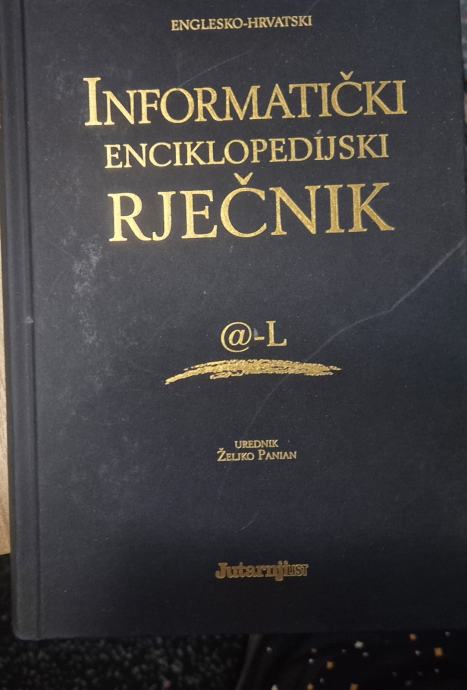 ENGLESKO-HRVATSKI
INFORMATIČKI
ENCIKLOPEDIJSKI
RJEČNIK
@-L
UREDNIK
ŽELJKO PANIAN
Jutarnji LIST